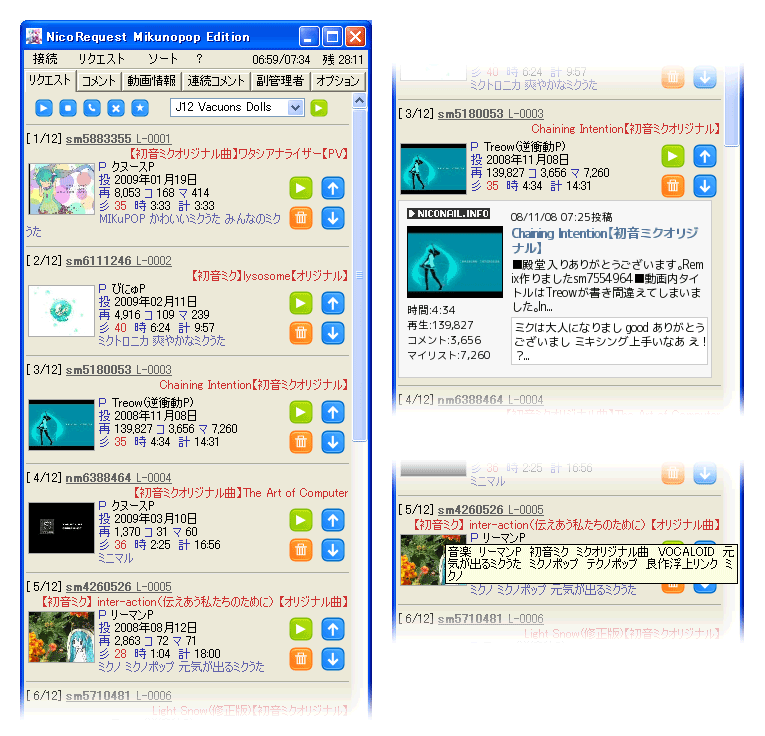 NicoRequest Mikunopop Edition
接続 リクエスト ソート ? 06:59/07:34 残 28:11
リクエスト コメント 動画情報 連続コメント 副管理者 オプション
J12 Vacuons Dolls
[1/12] sm5883355 L-0001
【初音ミクオリジナル曲】ワタシアナライザー【PV】
P クヌースP
投 2009年01月19日
再 8,053 コ 168 マ 414
彡 35 時 3:33 計 3:33
MIKuPOP かわいいミクうた みんなのミク
うた
[2/12] sm6111246 L-0002
【初音ミク】lysosome【オリジナル】
P びにゅP
投 2009年02月11日
再 4,916 コ 109 マ 239
彡 40 時 6:24 計 9:57
ミクトロニカ 爽やかなミクうた
[3/12] sm5180053 L-0003
Chaining Intention【初音ミクオリジナル】
P Treow(逆衝動P)
投 2008年11月08日
再 139,827 コ 3,656 マ 7,260
彡 35 時 4:34 計 14:31
[4/12] nm6388464 L-0004
【初音ミクオリジナル曲】The Art of Computer
P クヌースP
投 2009年03月10日
再 1,370 コ 31 マ 60
彡 36 時 2:25 計 16:56
ミニマル
[5/12] sm4260526 L-0005
【初音ミク】 inter-action(伝えあう私たちのために) 【オリジナル】
P リーマンP
投 2008年08月12日
再 2,868 コ 72 マ 71
彡 28 時 1:04 計 18:00
ミクノ ミクノポップ 元気が出るミクうた
[6/12] sm5710481 L-0006
Light Snow(修正版)【初音ミクオリジナル】
彡 40 時 6:24 計 9:57
ミクトロニカ 爽やかなミクうた
[3/12] sm5180053 L-0003
Chaining Intention【初音ミクオリジナル】
P Treow(逆衝動P)
投 2008年11月08日
再 139,827 コ 3,656 マ 7,260
彡 35 時 4:34 計 14:31
NICONAIL.INFO
08/11/08 07:25投稿
Chaining Intention【初音ミクオリジ
ナル】
■殿堂入りありがとうございます。Rem
ix作りましたsm7554964■動画内タイ
トルはTreowが書き間違えてしまいま
した。In...
時間:4:34
再生:139,827
コメント:3,656
マイリスト:7,260
ミクは大人になりまし good ありがとう
ございまし ミキシング上手いなあ え!
?...
[4/12] nm6388464 L-0004
【初音ミクオリジナル曲】The Art of Computer
彡 36 時 2:25 計 16:56
ミニマル
[5/12] sm4260526 L-0005
【初音ミク】 inter-action(伝えあう私たちのために) 【オリジナル】
P リーマンP
音楽 リーマンP 初音ミク ミクオリジナル曲 VOCALOID 元
気が出るミクうた ミクノポップ テクノポップ 良作浮上リンク ミ
クノ
ミクノ ミクノポップ 元気が出るミクうた
[6/12] sm5710481 L-0006
Light Snow(修正版)【初音ミクオリジナル】